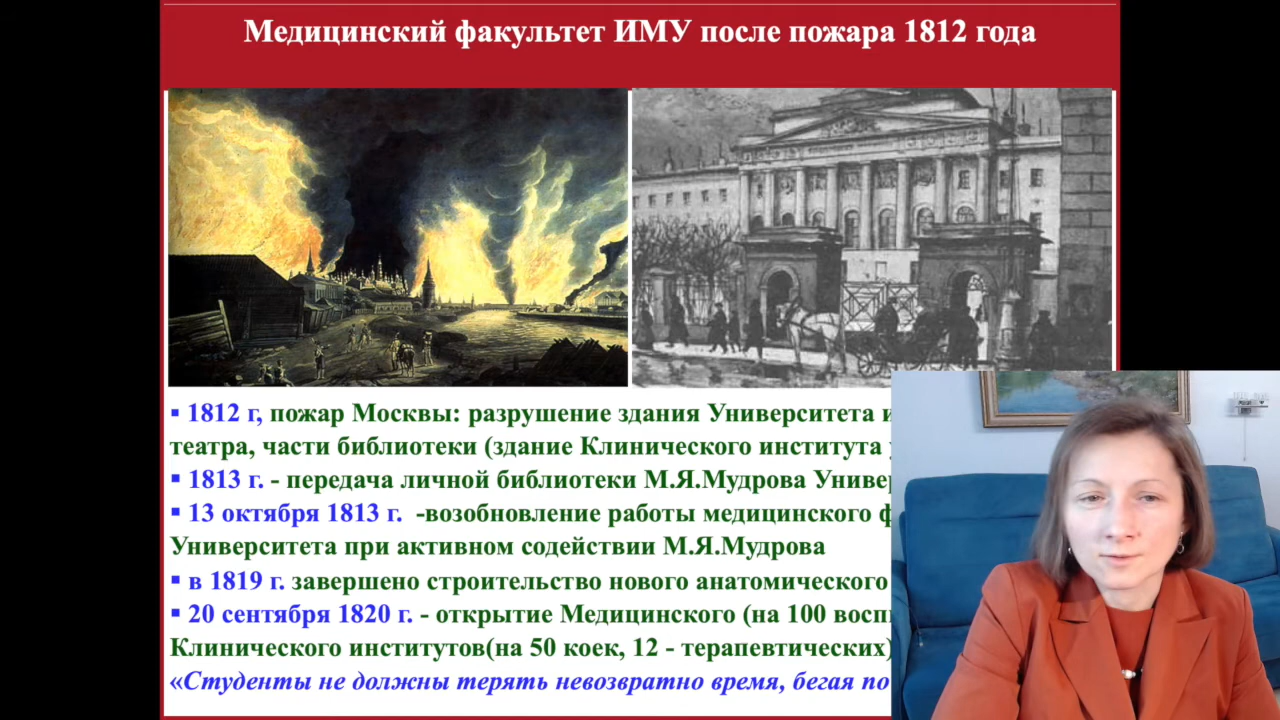 Медицинский факультет ИМУ после пожара 1812 года
▪ 1812 г, пожар Москвы: разрушение здания Университета и
театра, части библиотеки (здание Клинического института
▪ 1813 г. - передача личной библиотеки М.Я.Мудрова
▪ 13 октября 1813 г. -возобновление работы медицинского
Университета при активном содействии М.Я.Мудрова
▪ в 1819 г. завершено строительство нового анатомического
▪ 20 сентября 1820 г. - открытие Медицинского (на 100
Клинического институтов(на 50 коек, 12 - терапевтических)
«Студенты не должны терять невозвратно время, бегая по